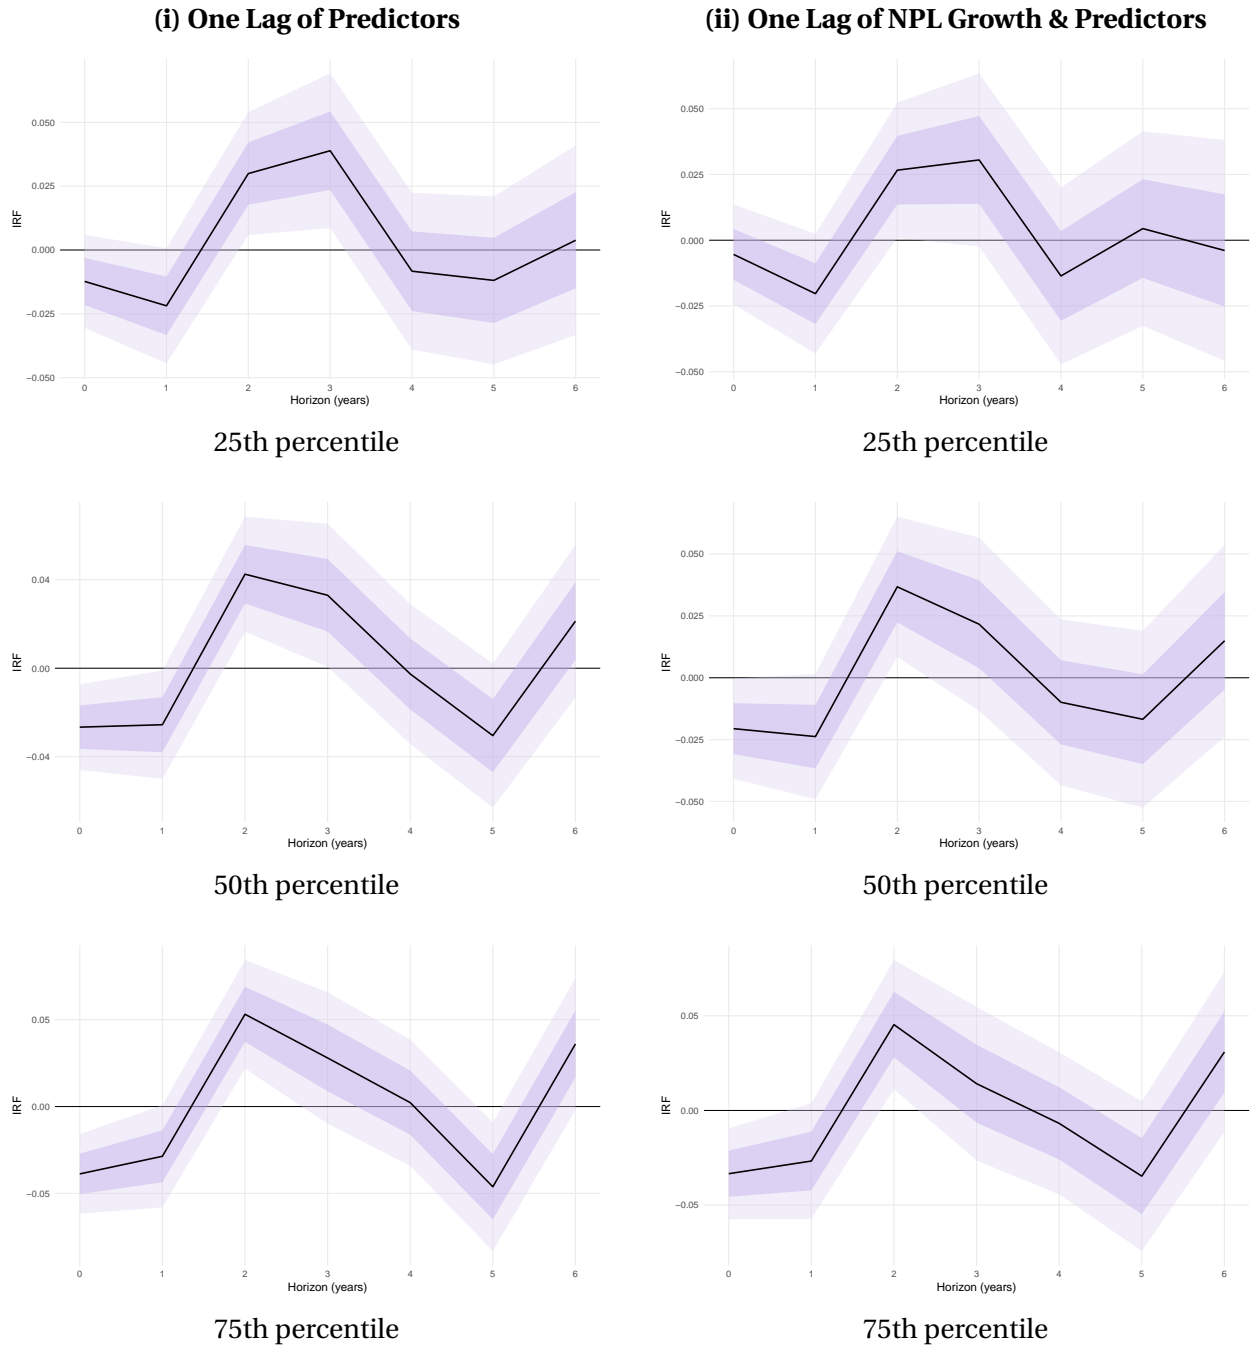 (i) One Lag of Predictors
(ii) One Lag of NPL Growth & Predictors
0.050
0.025
0.000
−0.025
−0.050
IRF
0 1 2 3 4 5 6
Horizon (years)
25th percentile
0.050
0.025
0.000
−0.025
−0.050
IRF
0 1 2 3 4 5 6
Horizon (years)
25th percentile
0.04
0.00
−0.04
IRF
0 1 2 3 4 5 6
Horizon (years)
50th percentile
0.050
0.025
0.000
−0.025
−0.050
IRF
0 1 2 3 4 5 6
Horizon (years)
50th percentile
0.05
0.00
−0.05
IRF
0 1 2 3 4 5 6
Horizon (years)
75th percentile
0.05
0.00
−0.05
IRF
0 1 2 3 4 5 6
Horizon (years)
75th percentile